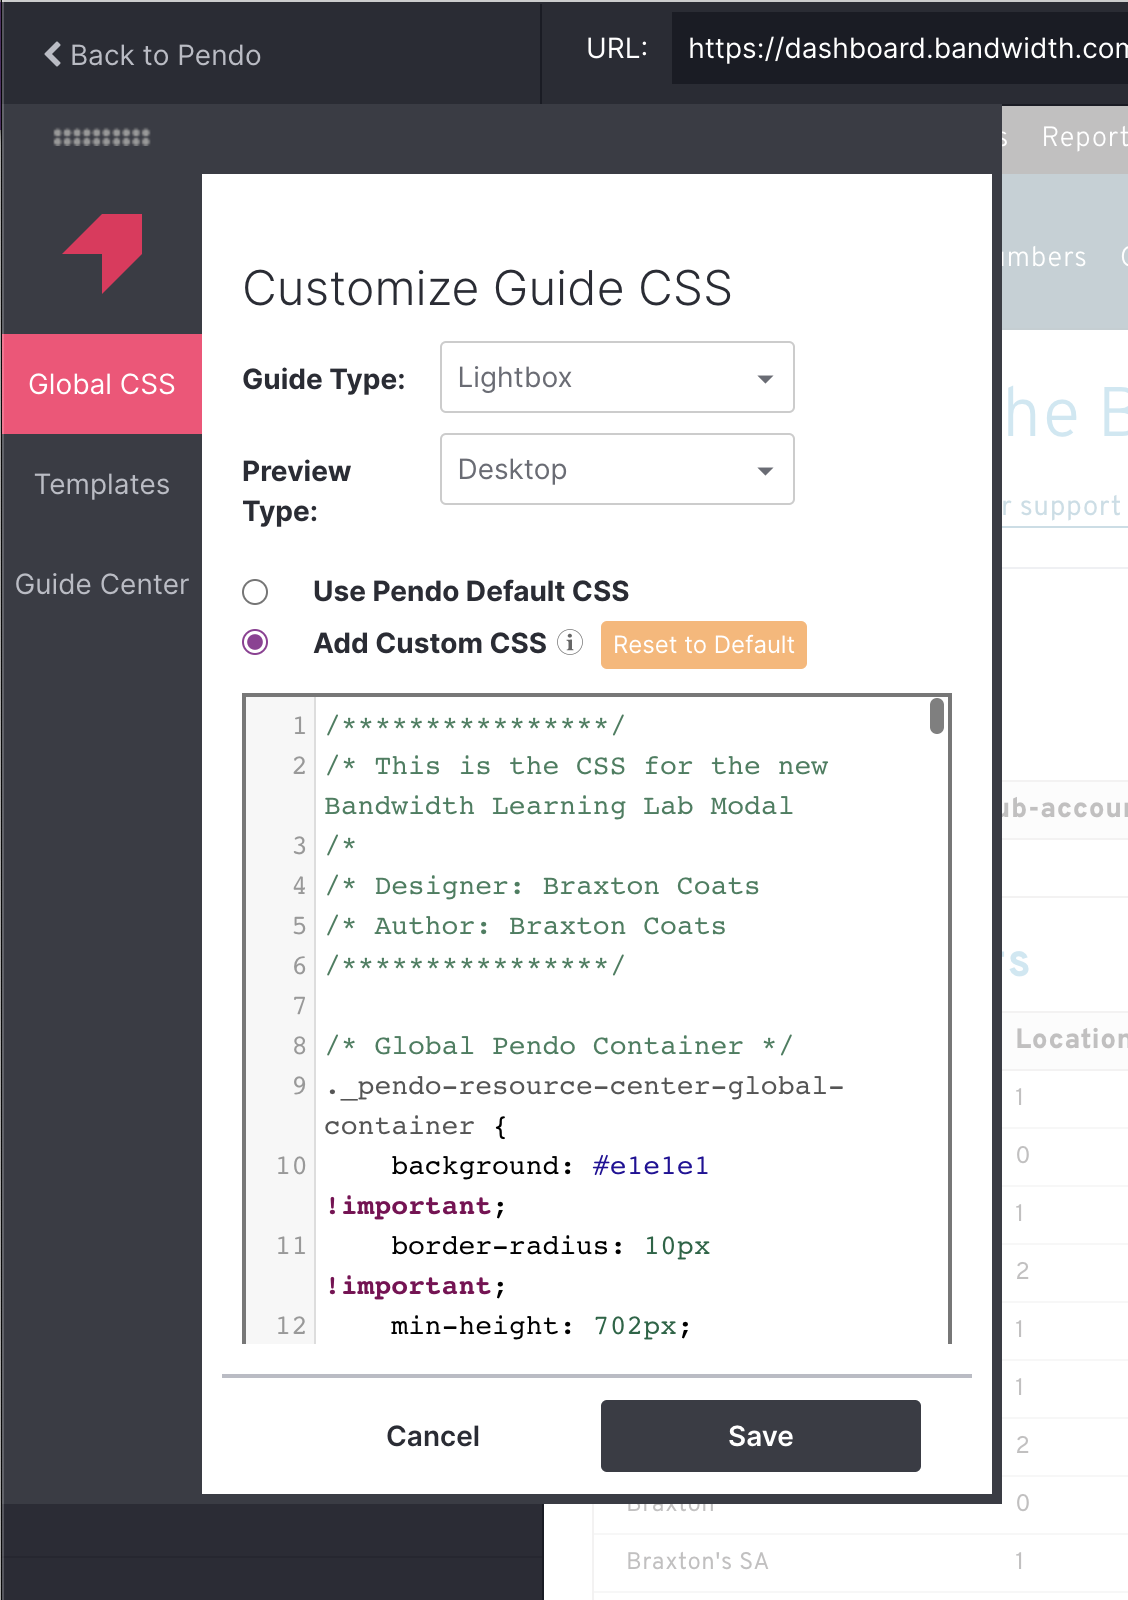 Back to Pendo
URL: https://dashboard.bandwidth.com
Report
Customize Guide CSS
Guide Type: Lightbox
Global CSS
Preview Type: Desktop
Templates
support
Guide Center
Use Pendo Default CSS
Add Custom CSS i Reset to Default
1 /****************/
2 /* This is the CSS for the new
Bandwidth Learning Lab Modal
3 /*
4 /* Designer: Braxton Coats
5 /* Author: Braxton Coats
6 /****************/
7
8 /* Global Pendo Container */
9 ._pendo-resource-center-global-
container {
10 background: #e1e1e1
!important;
11 border-radius: 10px
!important;
12 min-height: 702px;
Location
1
0
1
2
1
1
2
0
Cancel
Save
Braxton
Braxton's SA 1